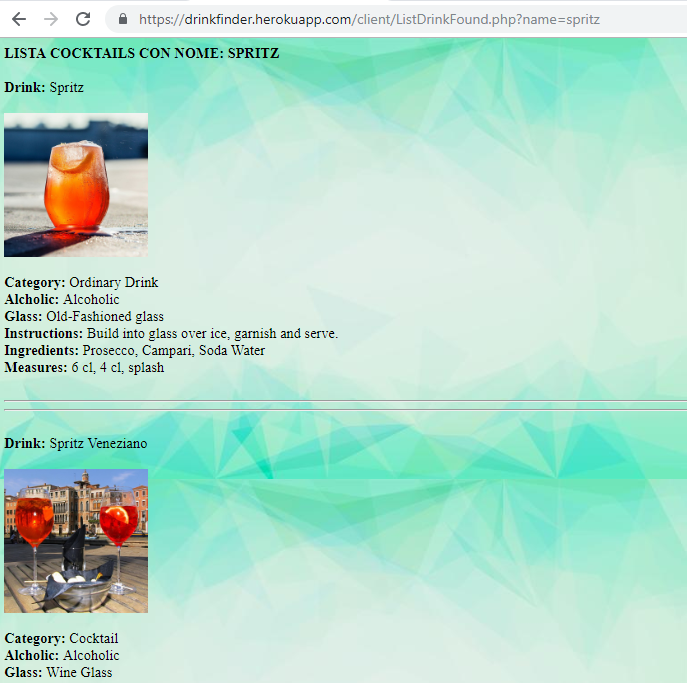 https://drinkfinder.herokuapp.com/client/ListDrinkFound.php?name=spritz
LISTA COCKTAILS CON NOME: SPRITZ
Drink: Spritz
Category: Ordinary Drink
Alcholic: Alcoholic
Glass: Old-Fashioned glass
Instructions: Build into glass over ice, garnish and serve.
Ingredients: Prosecco, Campari, Soda Water
Measures: 6 cl, 4 cl, splash
Drink: Spritz Veneziano
Category: Cocktail
Alcholic: Alcoholic
Glass: Wine Glass